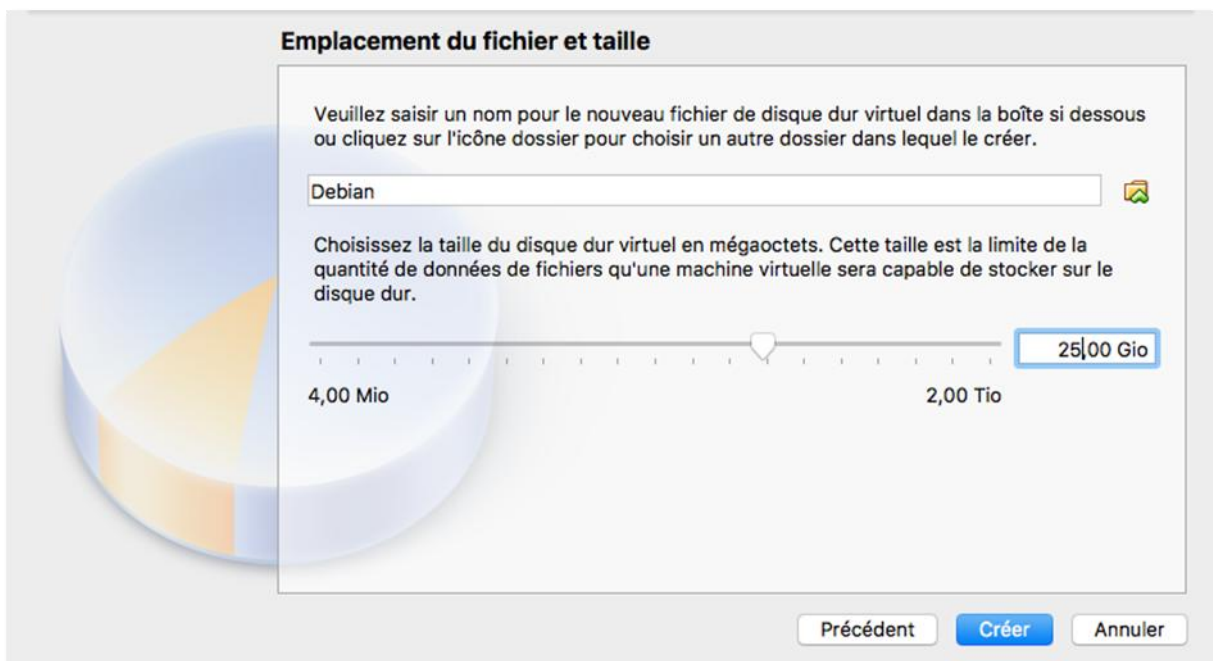 Emplacement du fichier et taille
Veuillez saisir un nom pour le nouveau fichier de disque dur virtuel dans la boîte si dessous
ou cliquez sur l'icône dossier pour choisir un autre dossier dans lequel le créer.
Debian
Choisissez la taille du disque dur virtuel en mégaoctets. Cette taille est la limite de la
quantité de données de fichiers qu'une machine virtuelle sera capable de stocker sur le
disque dur.
25,00 Gio
4,00 Mio
2,00 Tio
Précédent
Créer
Annuler